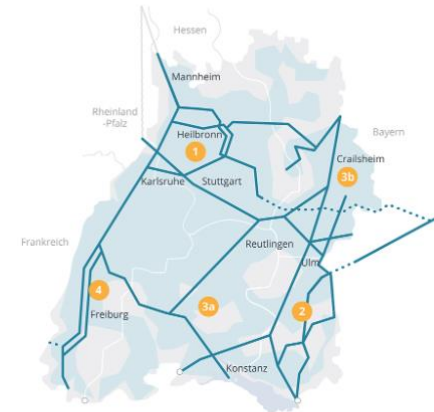 Hessen
Mannheim
Rheinland
-Pfalz
Heilbronn
Bayern
1
Crailsheim
3b
Karlsruhe
Stuttgart
Frankreich
Reutlingen
Ulm
4
3a
2
Freiburg
Konstanz